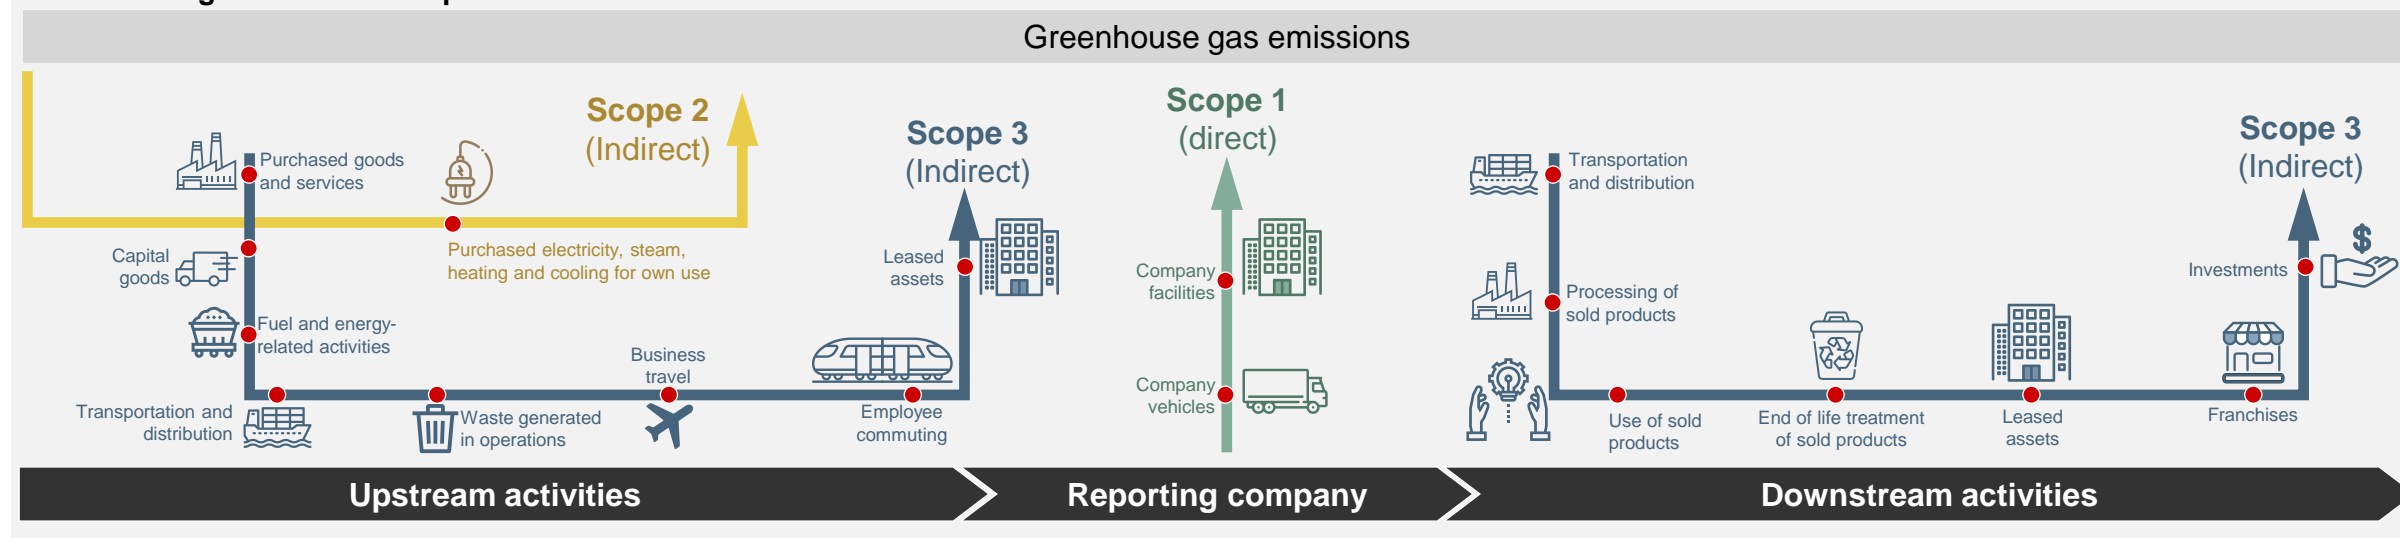 Greenhouse gas emissions
Scope 2
(Indirect)
Purchased goods
and services
Purchased electricity, steam,
heating and cooling for own use
Capital
goods
Fuel and energy-
related activities
Transportation and
distribution
Waste generated
in operations
Business
travel
Employee
commuting
Leased
assets
Scope 3
(Indirect)
Scope 1
(direct)
Company
facilities
Company
vehicles
Transportation
and distribution
Processing of
sold products
Use of sold
products
End of life treatment
of sold products
Leased
assets
Franchises
Investments
$
Scope 3
(Indirect)
Upstream activities
Reporting company
Downstream activities